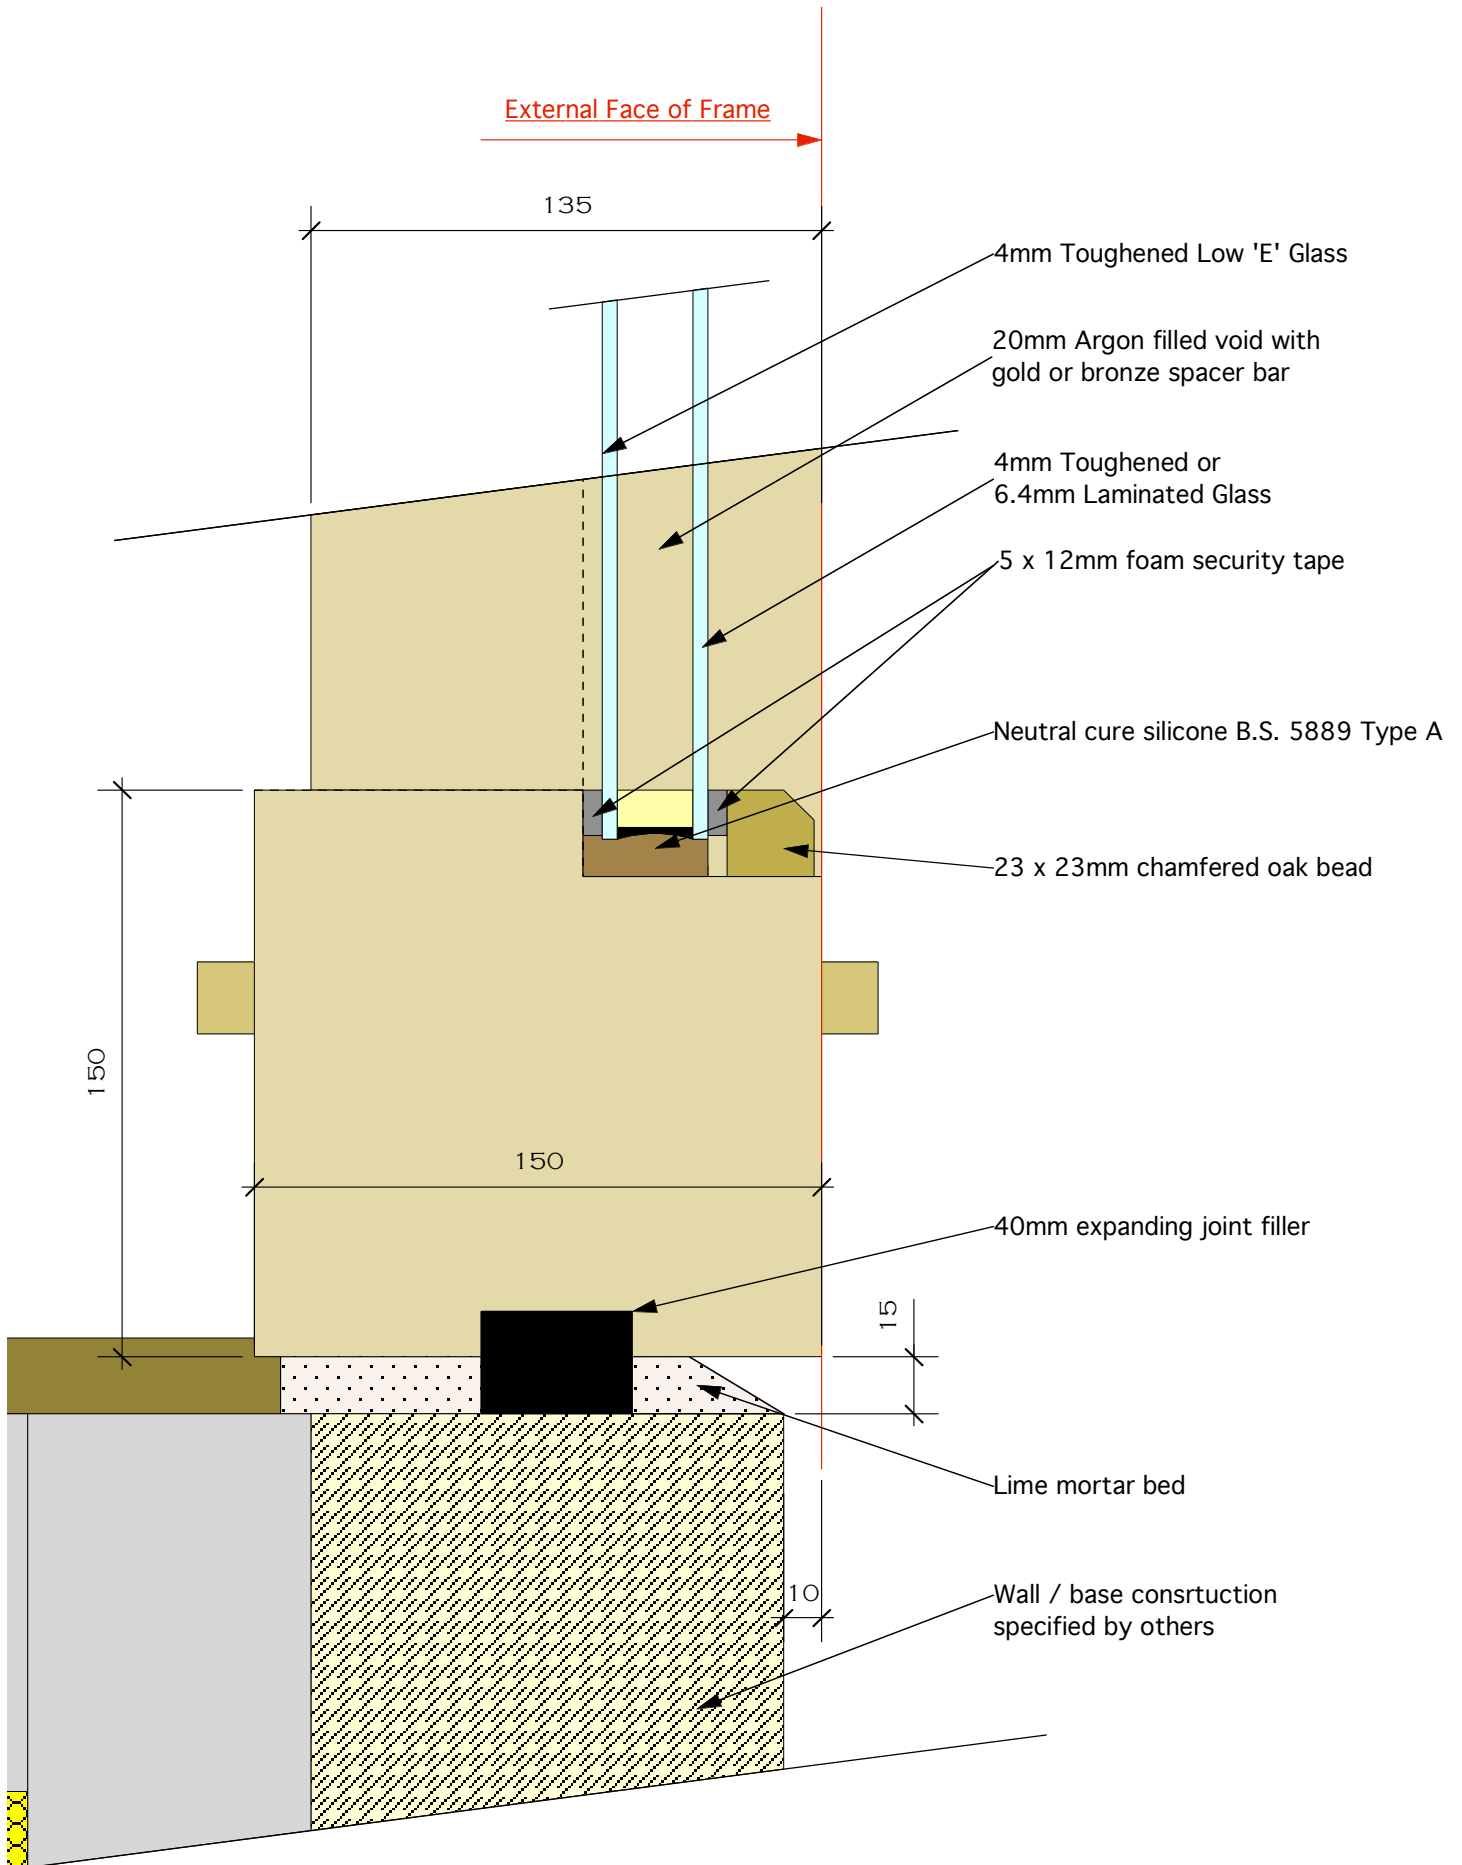 External Face of Frame
135
4mm Toughened Low 'E' Glass
20mm Argon filled void with
gold or bronze spacer bar
4mm Toughened or
6.4mm Laminated Glass
5 x 12mm foam security tape
Neutral cure silicone B.S. 5889 Type A
23 x 23mm chamfered oak bead
150
150
40mm expanding joint filler
15
Lime mortar bed
10
Wall / base consrtuction
specified by others